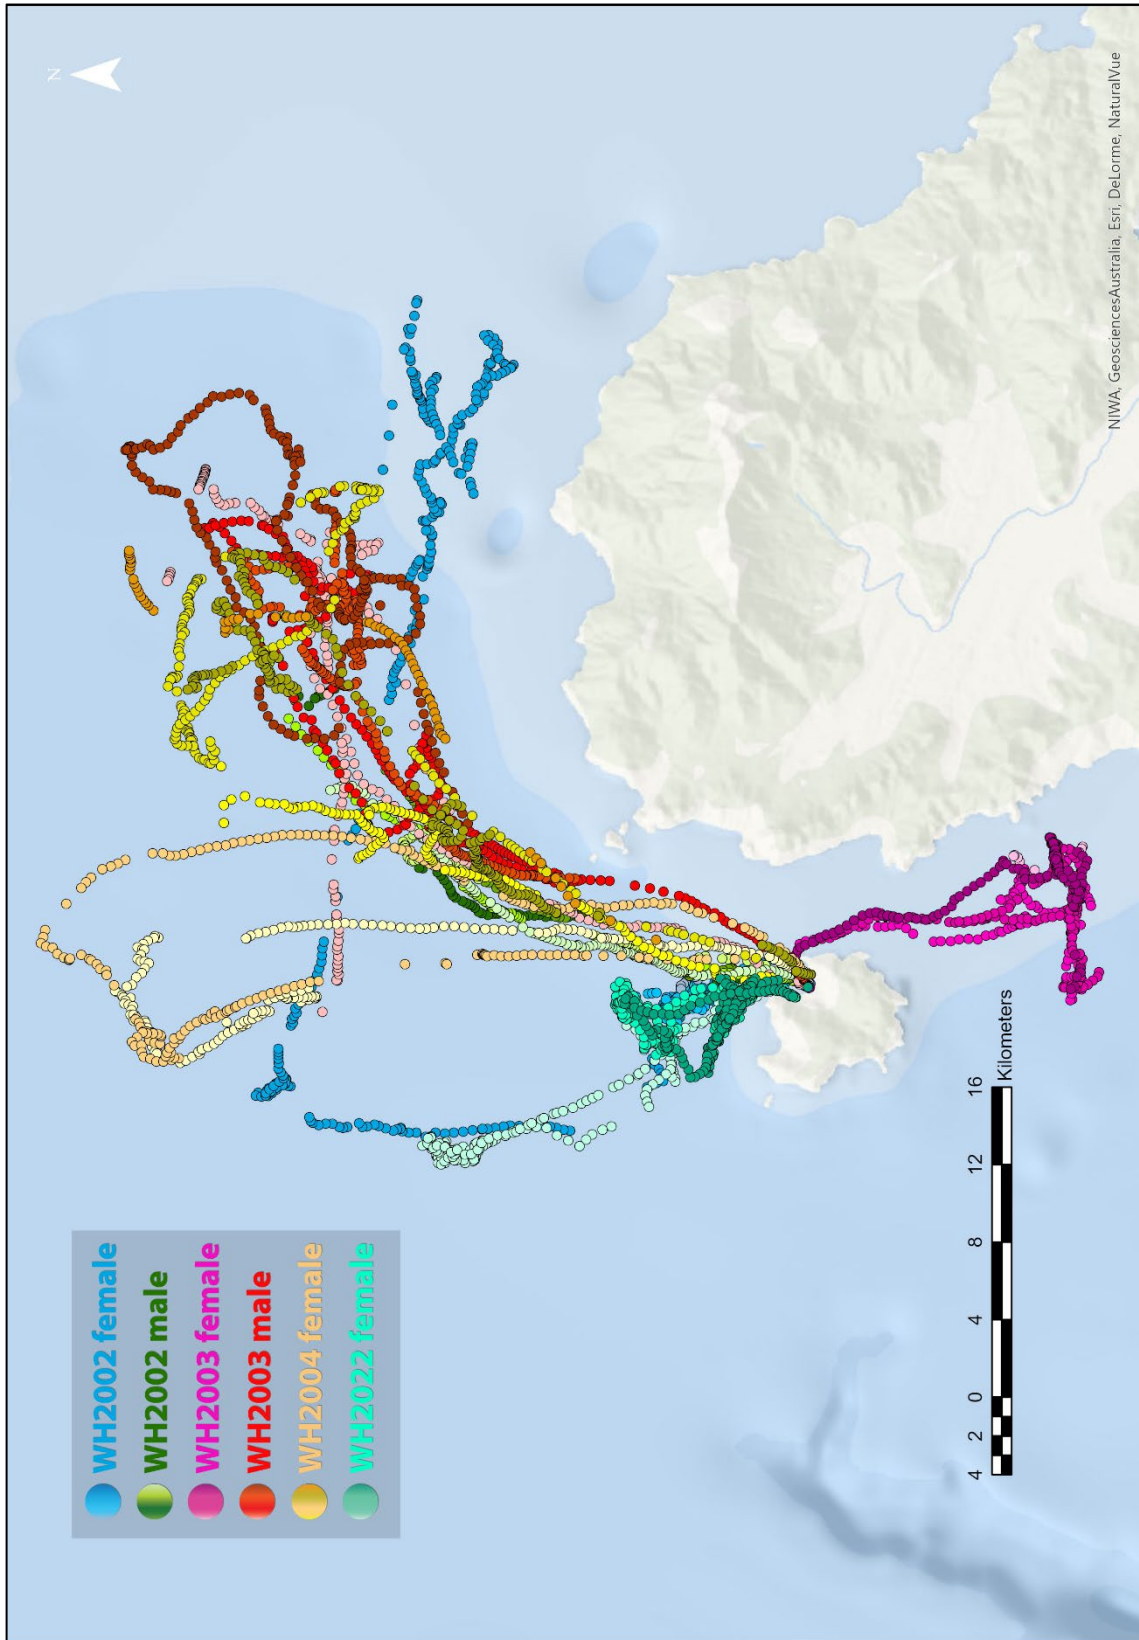 N
WH2002 female
WH2002 male
WH2003 female
WH2003 male
WH2004 female
WH2022 female
4 2 0 4 8 12 16
Kilometers
NIWA, GeosciencesAustralia, Esri, DeLorme, NaturalVue